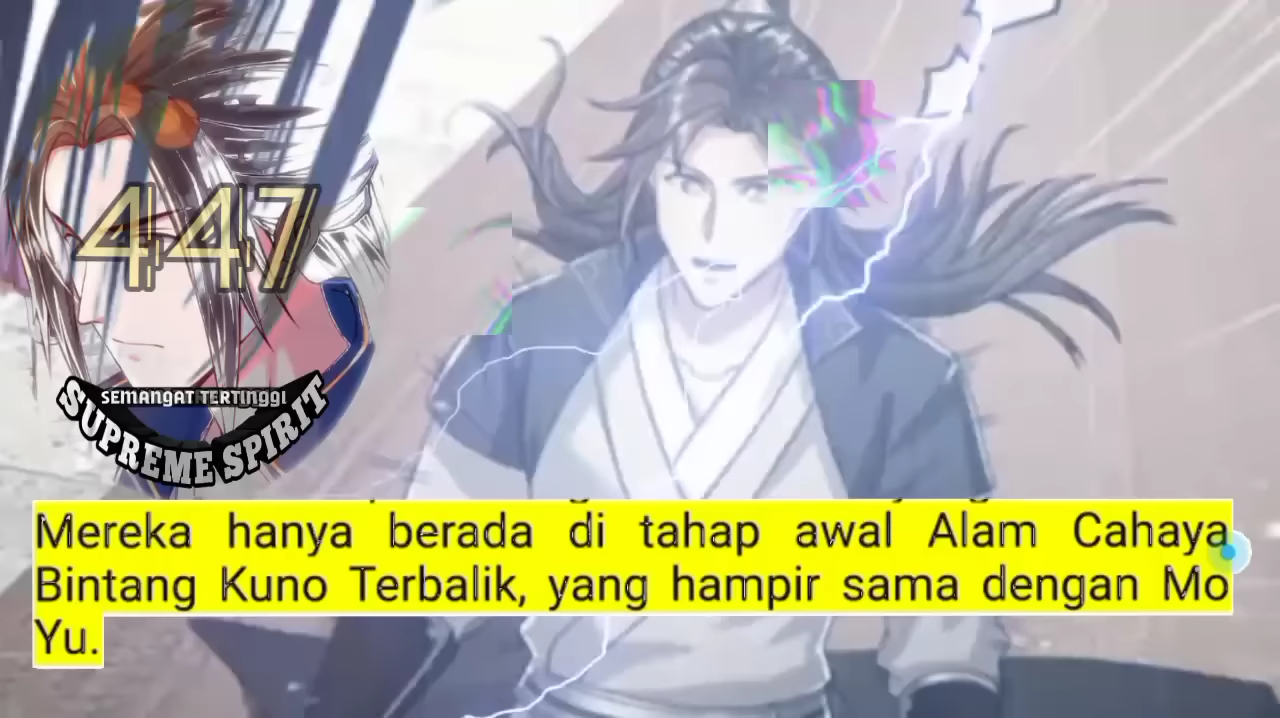 447
SEMANGAT TERTINGGI
SUPREME SPIRIT
Mereka hanya berada di tahap awal Alam Cahaya
Bintang Kuno Terbalik, yang hampir sama dengan Mo
Yu.